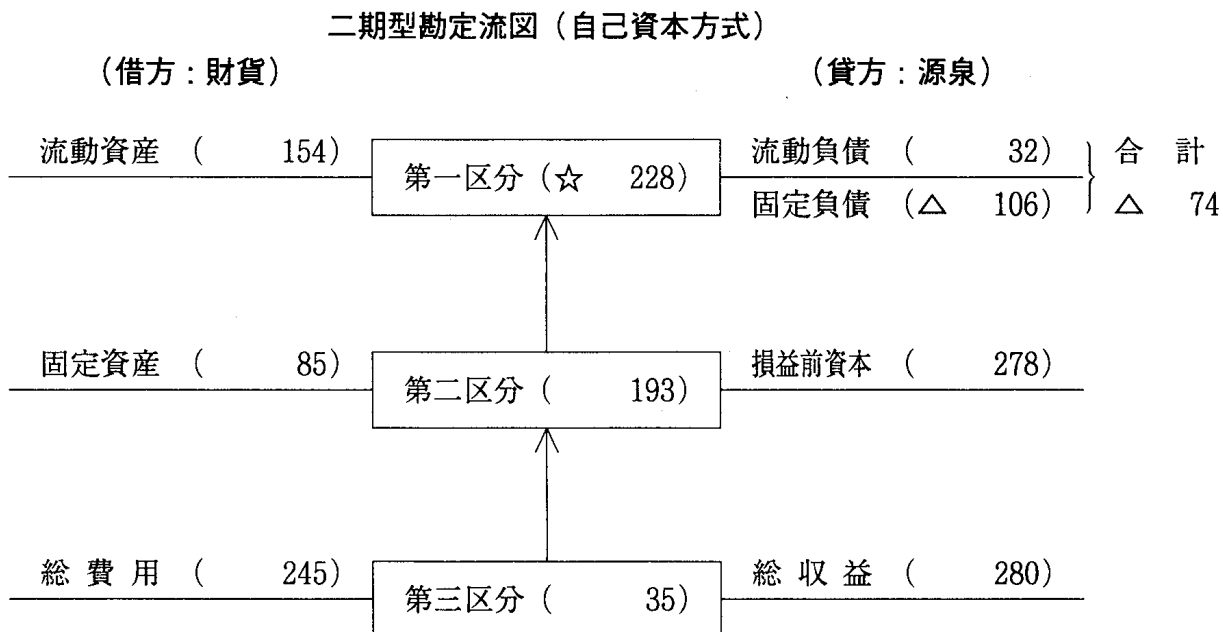 二期型勘定流図（自己資本方式）
（借方：財貨） （貸方：源泉）
流動資産 （ 154） 第一区分（☆ 228） 流動負債 （ 32） 合 計
固定負債 （△ 106） △ 74
固定資産 （ 85） 第二区分（ 193） 損益前資本 （ 278）
総 費 用 （ 245） 第三区分（ 35） 総 収 益 （ 280）